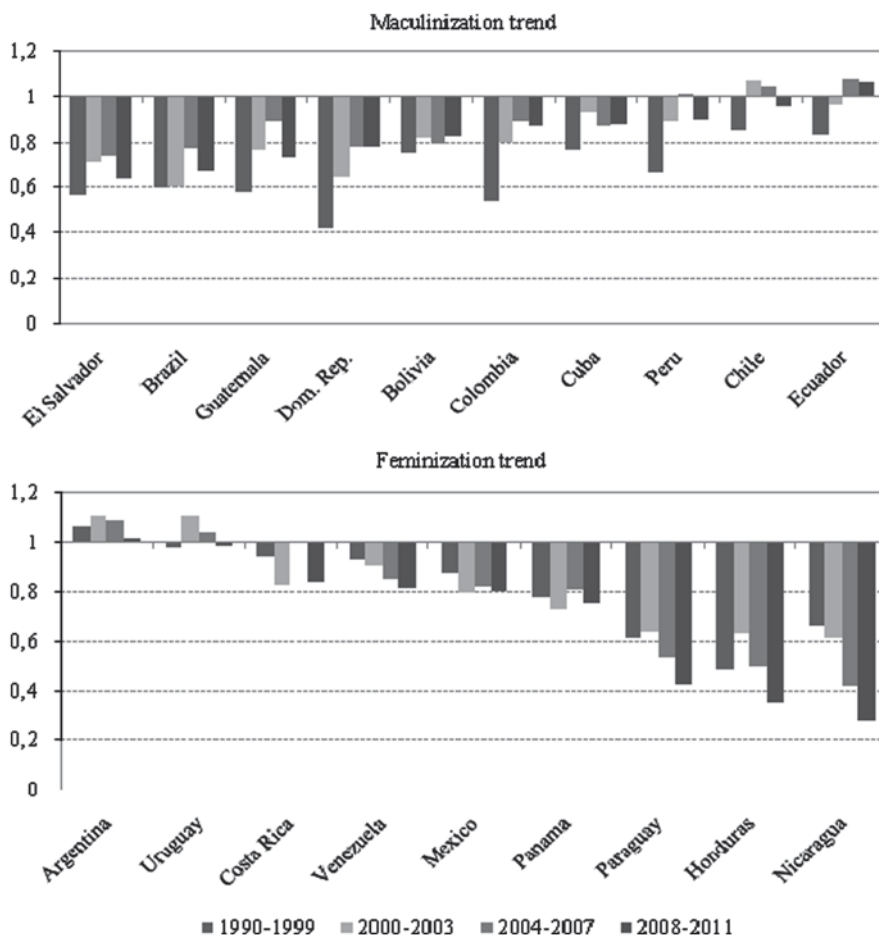 Maculinization trend
1,2
1
0,8
0,6
0,4
0,2
0
El Salvador
Brazil
Guatemala
Dom. Rep.
Bolivia
Colombia
Cuba
Peru
Chile
Ecuador
Feminization trend
1,2
1
0,8
0,6
0,4
0,2
0
Argentina
Uruguay
Costa Rica
Venezuela
Mexico
Panama
Paraguay
Honduras
Nicaragua
1990-1999 2000-2003 2004-2007 2008-2011